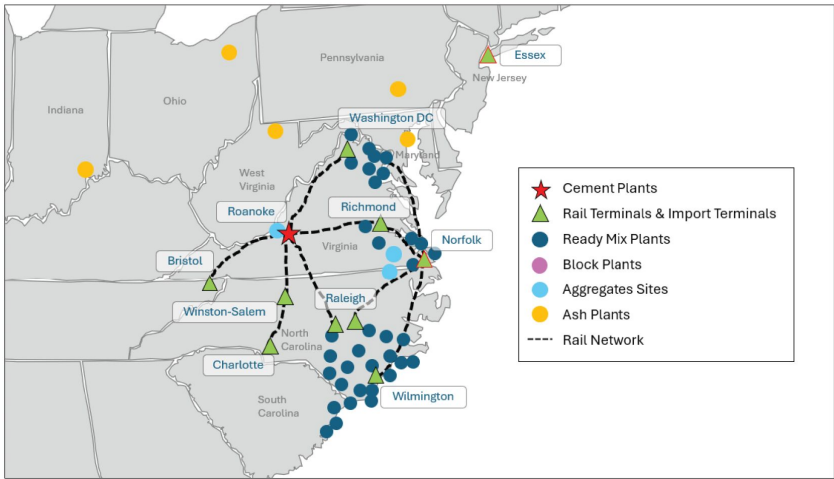 Pennsylvania
Essex
New Jersey
Ohio
Indiana
Washington DC
Maryland
West
Virginia
Roanoke
Richmond
Virginia
Norfolk
Bristol
Winston-Salem
Raleigh
North
Carolina
Charlotte
Wilmington
South
Carolina
Cement Plants
Rail Terminals & Import Terminals
Ready Mix Plants
Block Plants
Aggregates Sites
Ash Plants
Rail Network